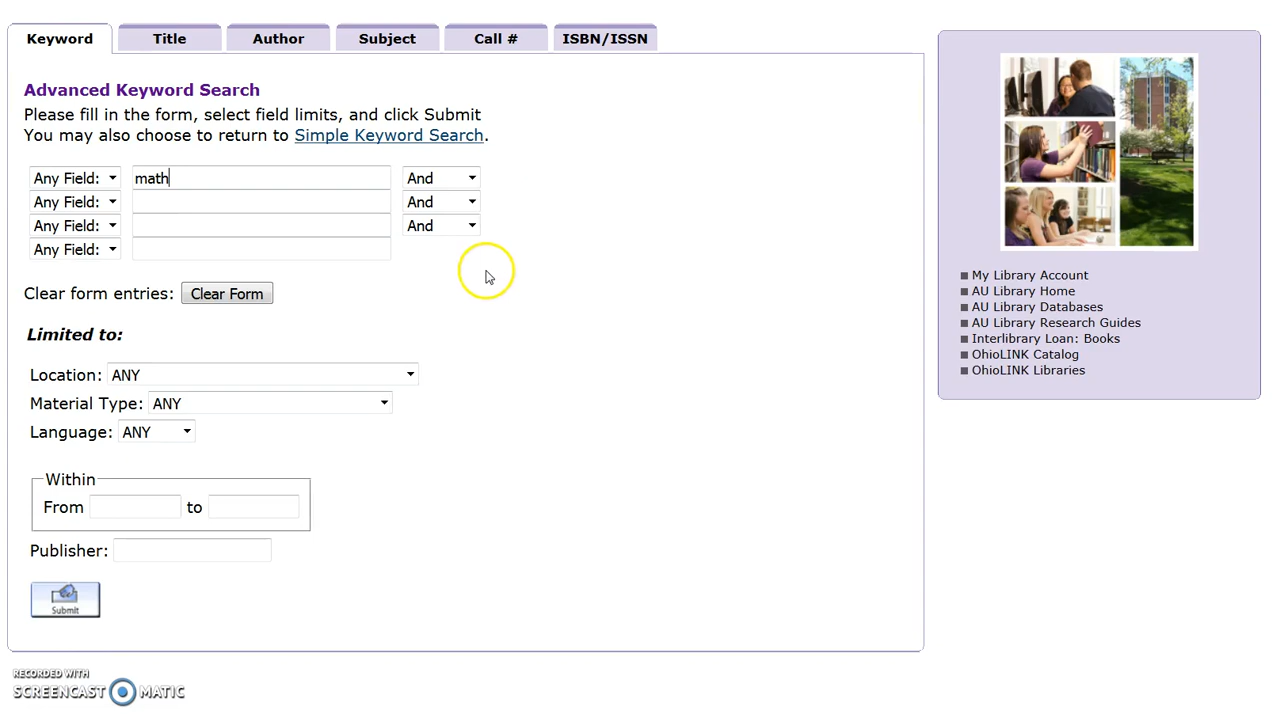 Keyword Title Author Subject Call # ISBN/ISSN
Advanced Keyword Search
Please fill in the form, select field limits, and click Submit
You may also choose to return to Simple Keyword Search.
Any Field: math And
Any Field: And
Any Field: And
Any Field:
Clear form entries: Clear Form
Limited to:
Location: ANY
Material Type: ANY
Language: ANY
Within
From to
Publisher:
Submit
My Library Account
AU Library Home
AU Library Databases
AU Library Research Guides
Interlibrary Loan: Books
OhioLINK Catalog
OhioLINK Libraries
RECORDED WITH
SCREENCAST MATIC